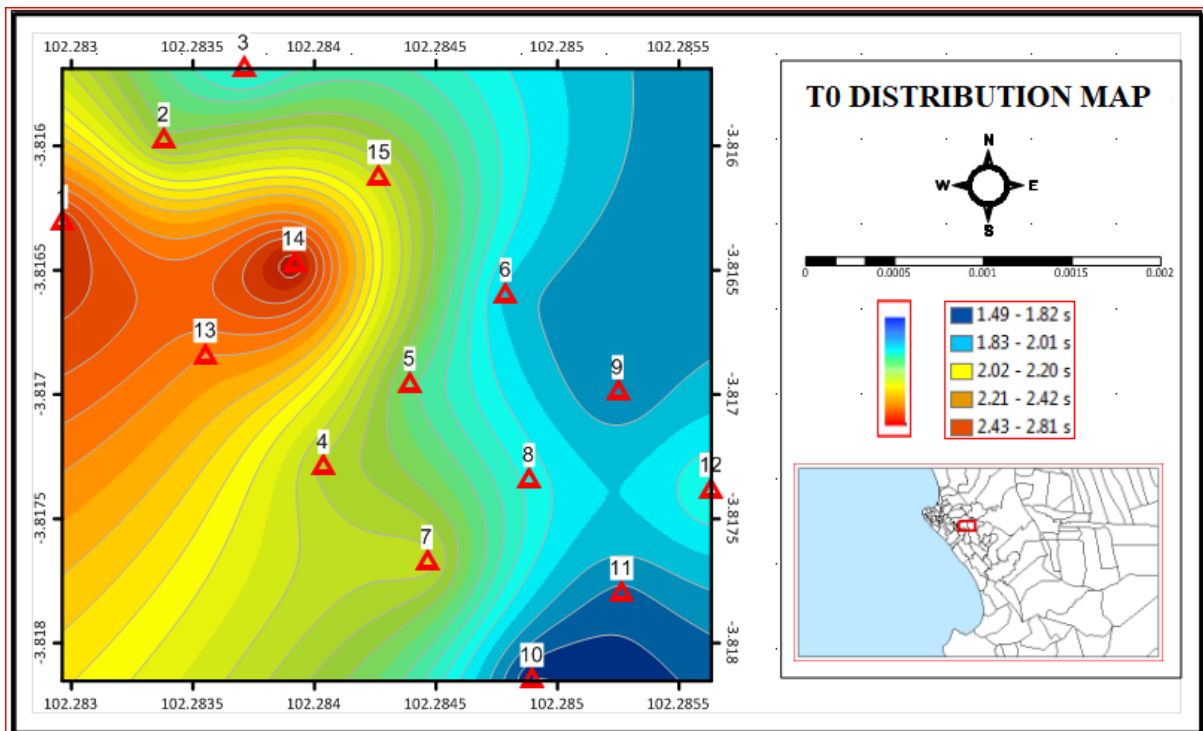 102.283 102.2835 102.284 102.2845 102.285 102.2855
3
2
15
1
14
6
13
5
9
4
8
12
7
11
10
-3.816
-3.8165
-3.817
-3.8175
-3.818
-3.816
-3.8165
-3.817
-3.8175
-3.818
102.283 102.2835 102.284 102.2845 102.285 102.2855
T0 DISTRIBUTION MAP
N
W E
S
0 0.0005 0.001 0.0015 0.002
1.49 - 1.82 s
1.83 - 2.01 s
2.02 - 2.20 s
2.21 - 2.42 s
2.43 - 2.81 s